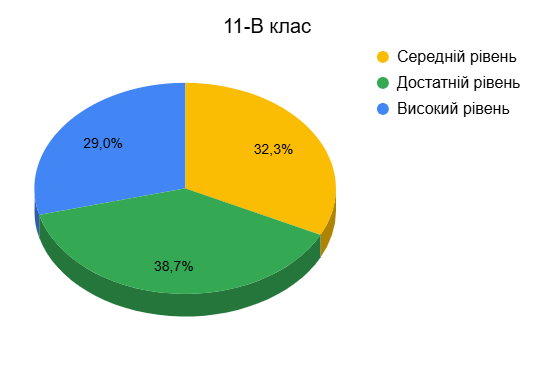 11-В клас
Середній рівень
Достатній рівень
Високий рівень
29,0%
32,3%
38,7%